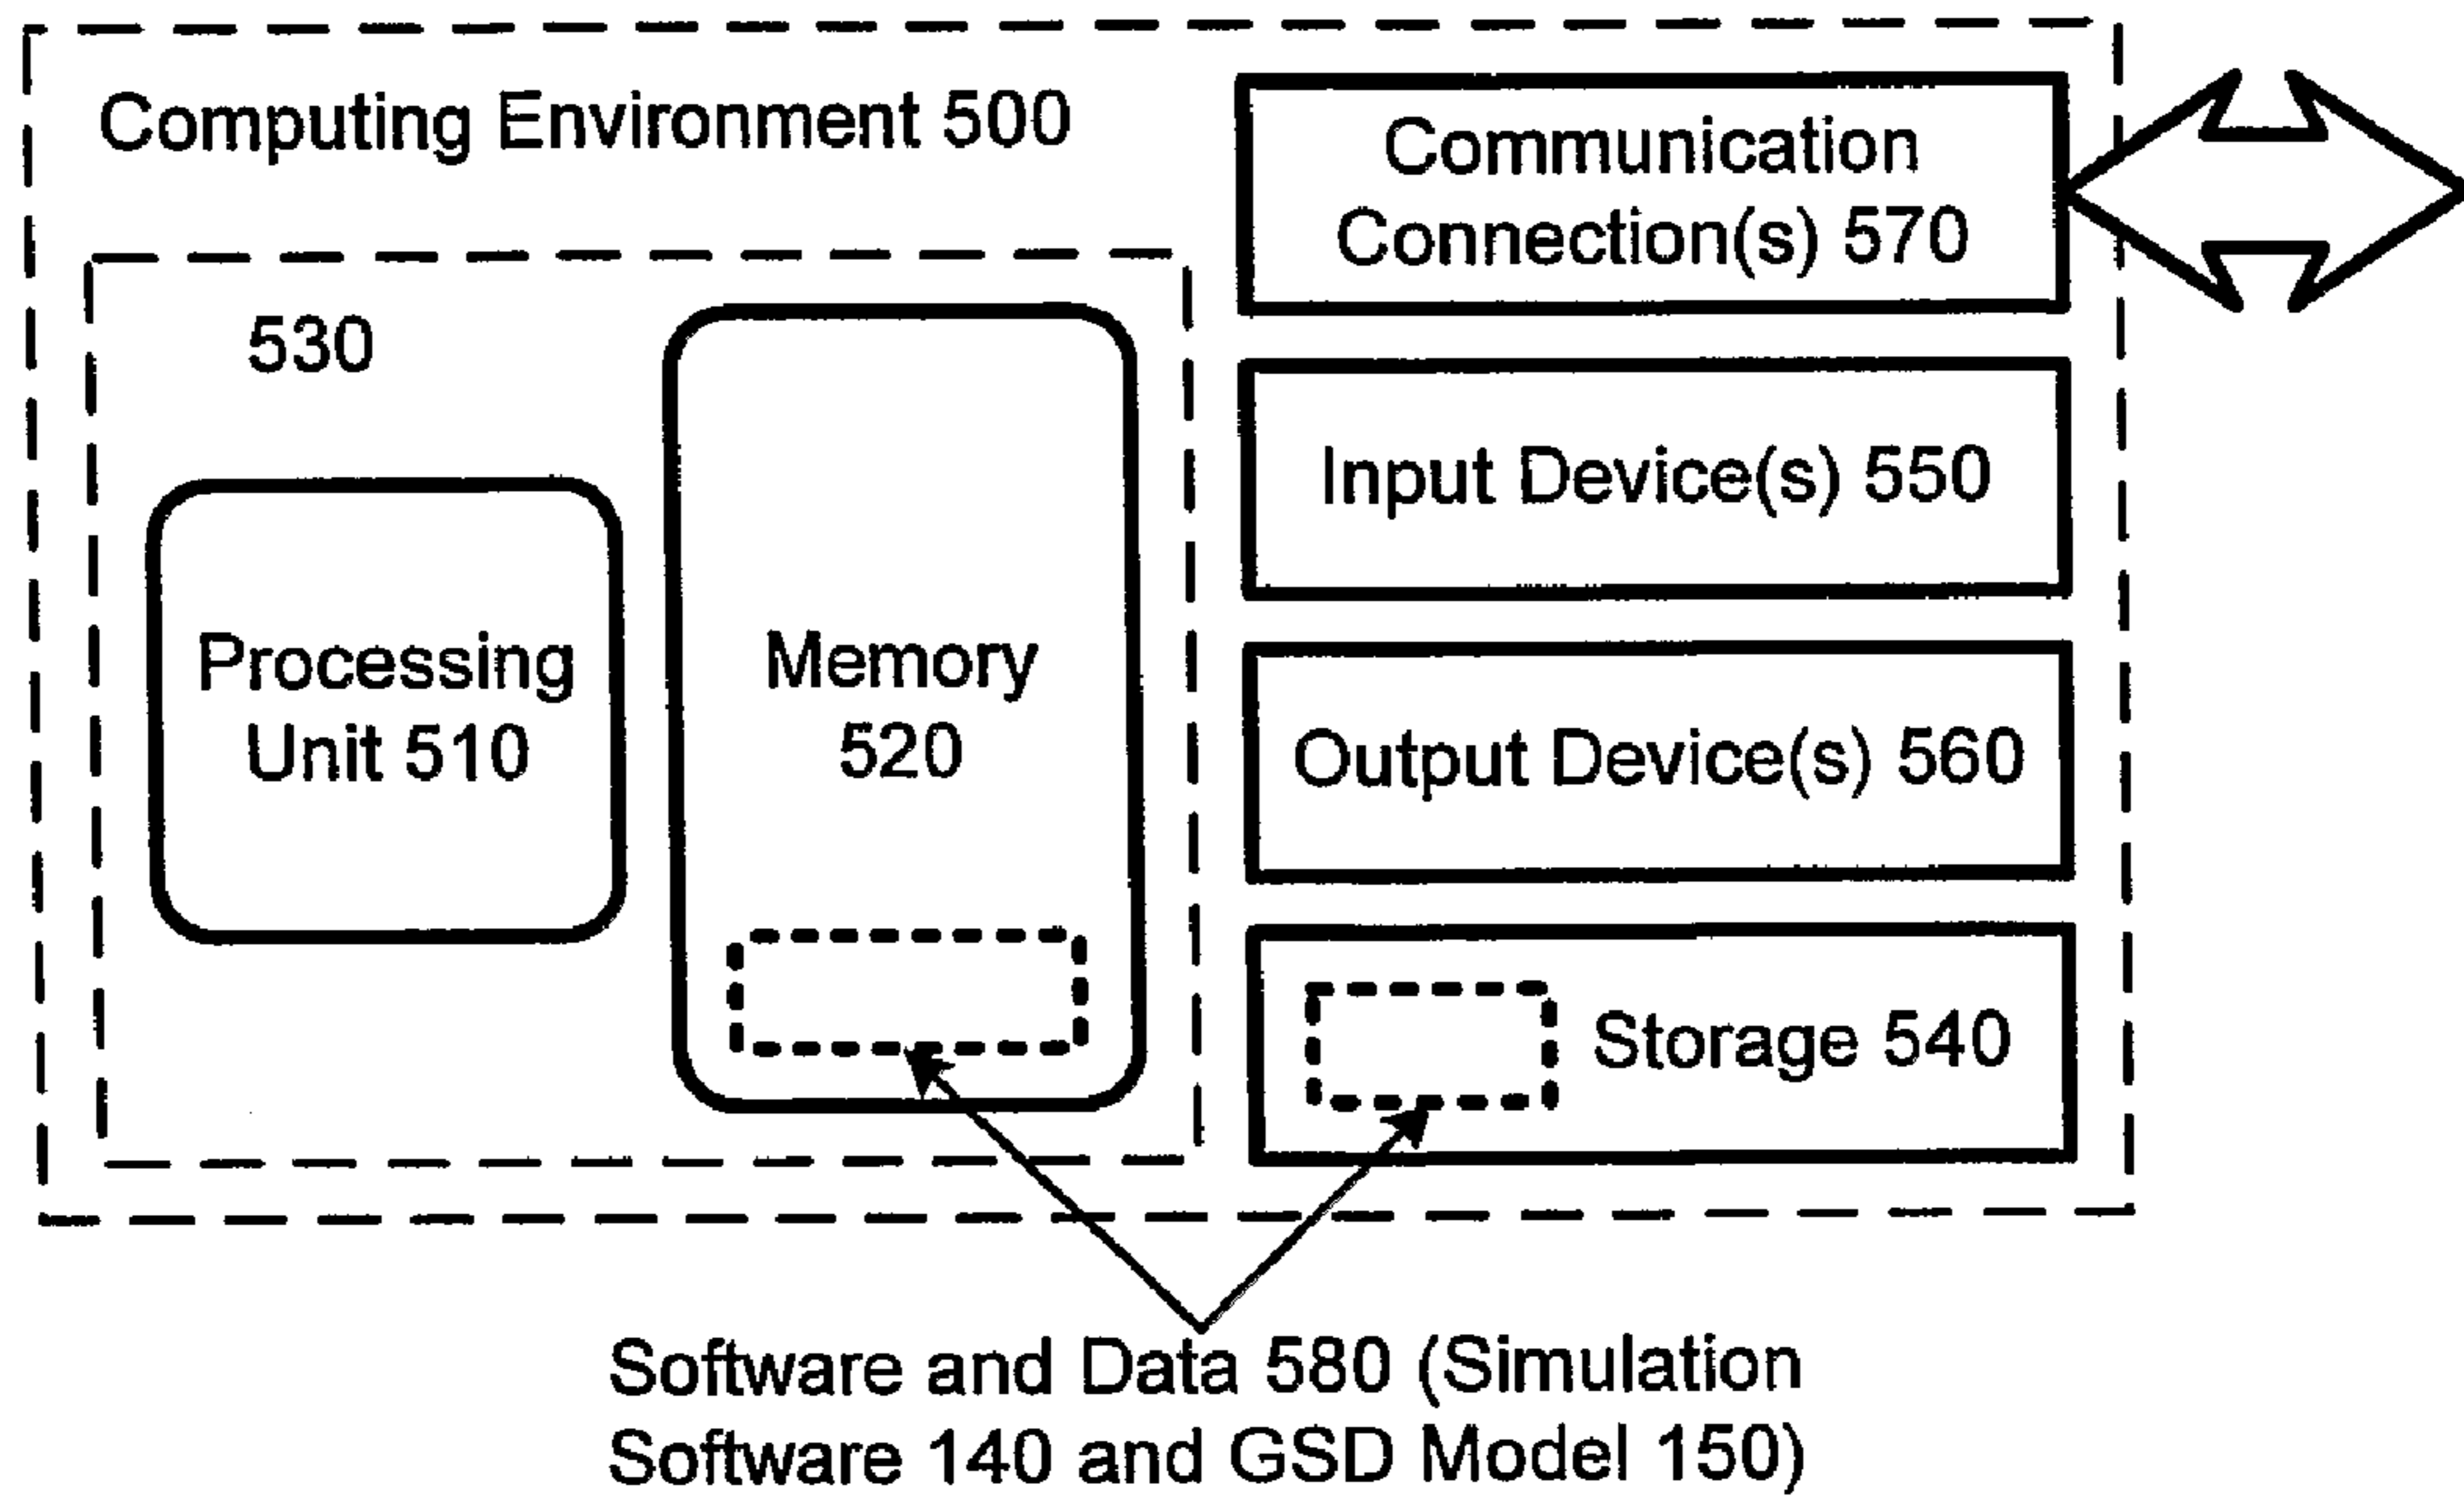 Computing Environment 500
Communication
Connection(s) 570
530
Input Device(s) 550
Processing
Unit 510
Memory
520
Output Device(s) 560
Storage 540
Software and Data 580 (Simulation
Software 140 and GSD Model 150)